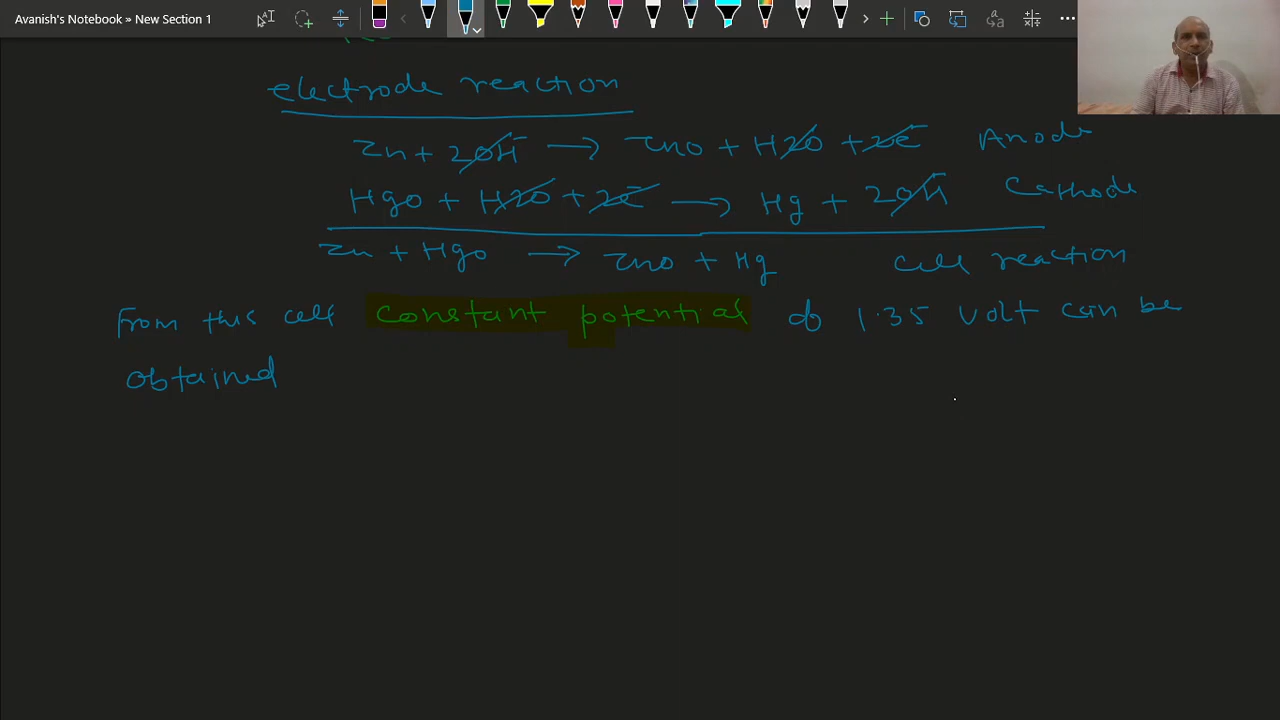 Avanish's Notebook » New Section 1
electrode reaction
Zn + 2OH⁻ → ZnO + H2O + 2e⁻ Anode
HgO + H2O + 2e⁻ → Hg + 2OH⁻ Cathode
Zn + HgO → ZnO + Hg cell reaction
From this cell constant potential of 1.35 volt can be
obtained